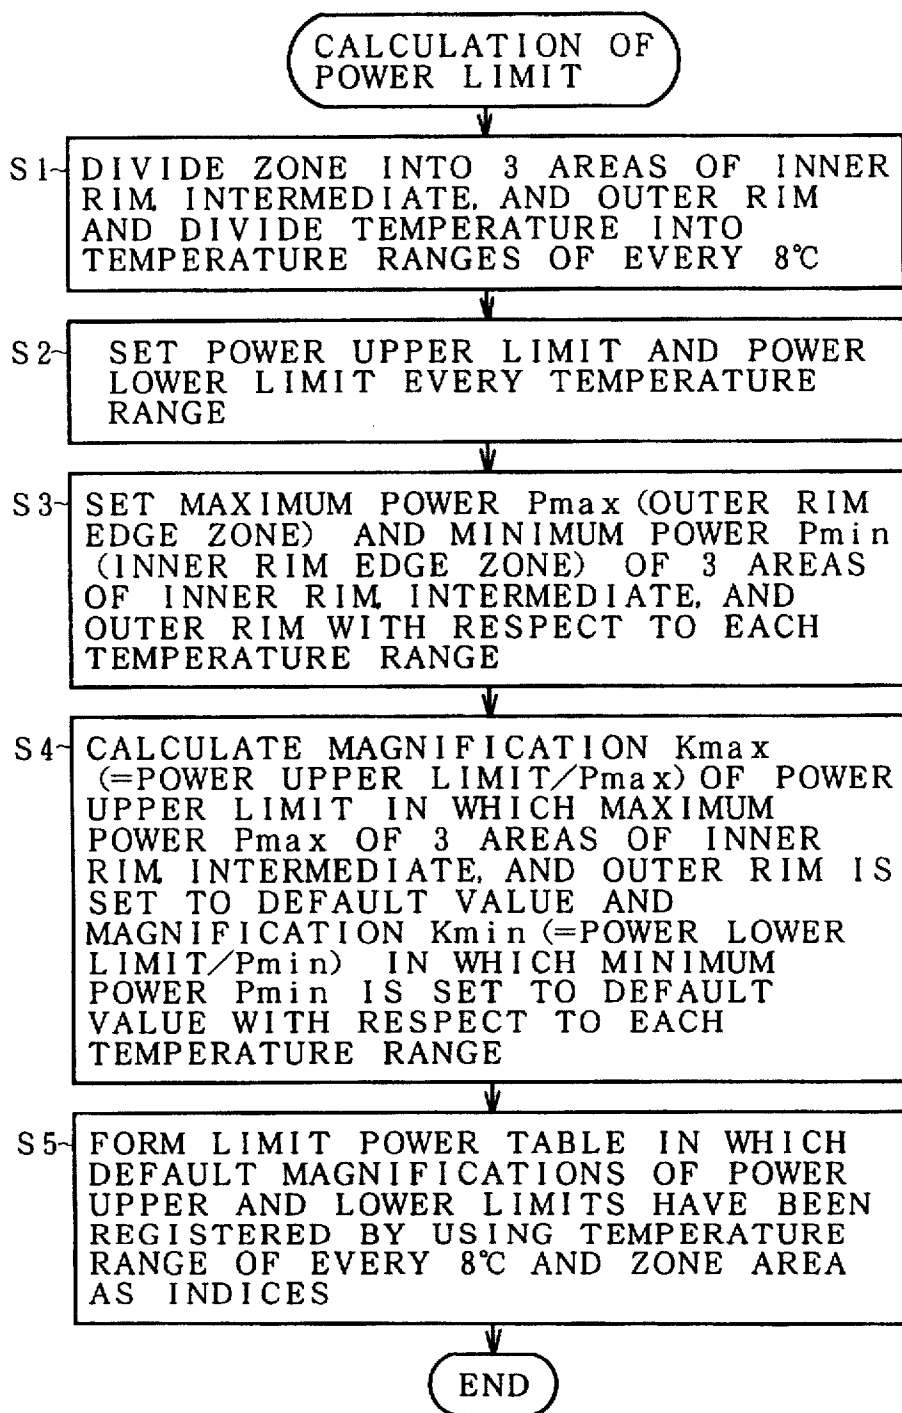 CALCULATION OF
POWER LIMIT
S1 DIVIDE ZONE INTO 3 AREAS OF INNER
RIM, INTERMEDIATE, AND OUTER RIM
AND DIVIDE TEMPERATURE INTO
TEMPERATURE RANGES OF EVERY 8℃
S2 SET POWER UPPER LIMIT AND POWER
LOWER LIMIT EVERY TEMPERATURE
RANGE
S3 SET MAXIMUM POWER Pmax (OUTER RIM
EDGE ZONE) AND MINIMUM POWER Pmin
(INNER RIM EDGE ZONE) OF 3 AREAS
OF INNER RIM, INTERMEDIATE, AND
OUTER RIM WITH RESPECT TO EACH
TEMPERATURE RANGE
S4 CALCULATE MAGNIFICATION Kmax
(=POWER UPPER LIMIT/Pmax) OF POWER
UPPER LIMIT IN WHICH MAXIMUM
POWER Pmax OF 3 AREAS OF INNER
RIM, INTERMEDIATE, AND OUTER RIM IS
SET TO DEFAULT VALUE AND
MAGNIFICATION Kmin (=POWER LOWER
LIMIT/Pmin) IN WHICH MINIMUM
POWER Pmin IS SET TO DEFAULT
VALUE WITH RESPECT TO EACH
TEMPERATURE RANGE
S5 FORM LIMIT POWER TABLE IN WHICH
DEFAULT MAGNIFICATIONS OF POWER
UPPER AND LOWER LIMITS HAVE BEEN
REGISTERED BY USING TEMPERATURE
RANGE OF EVERY 8℃ AND ZONE AREA
AS INDICES
END